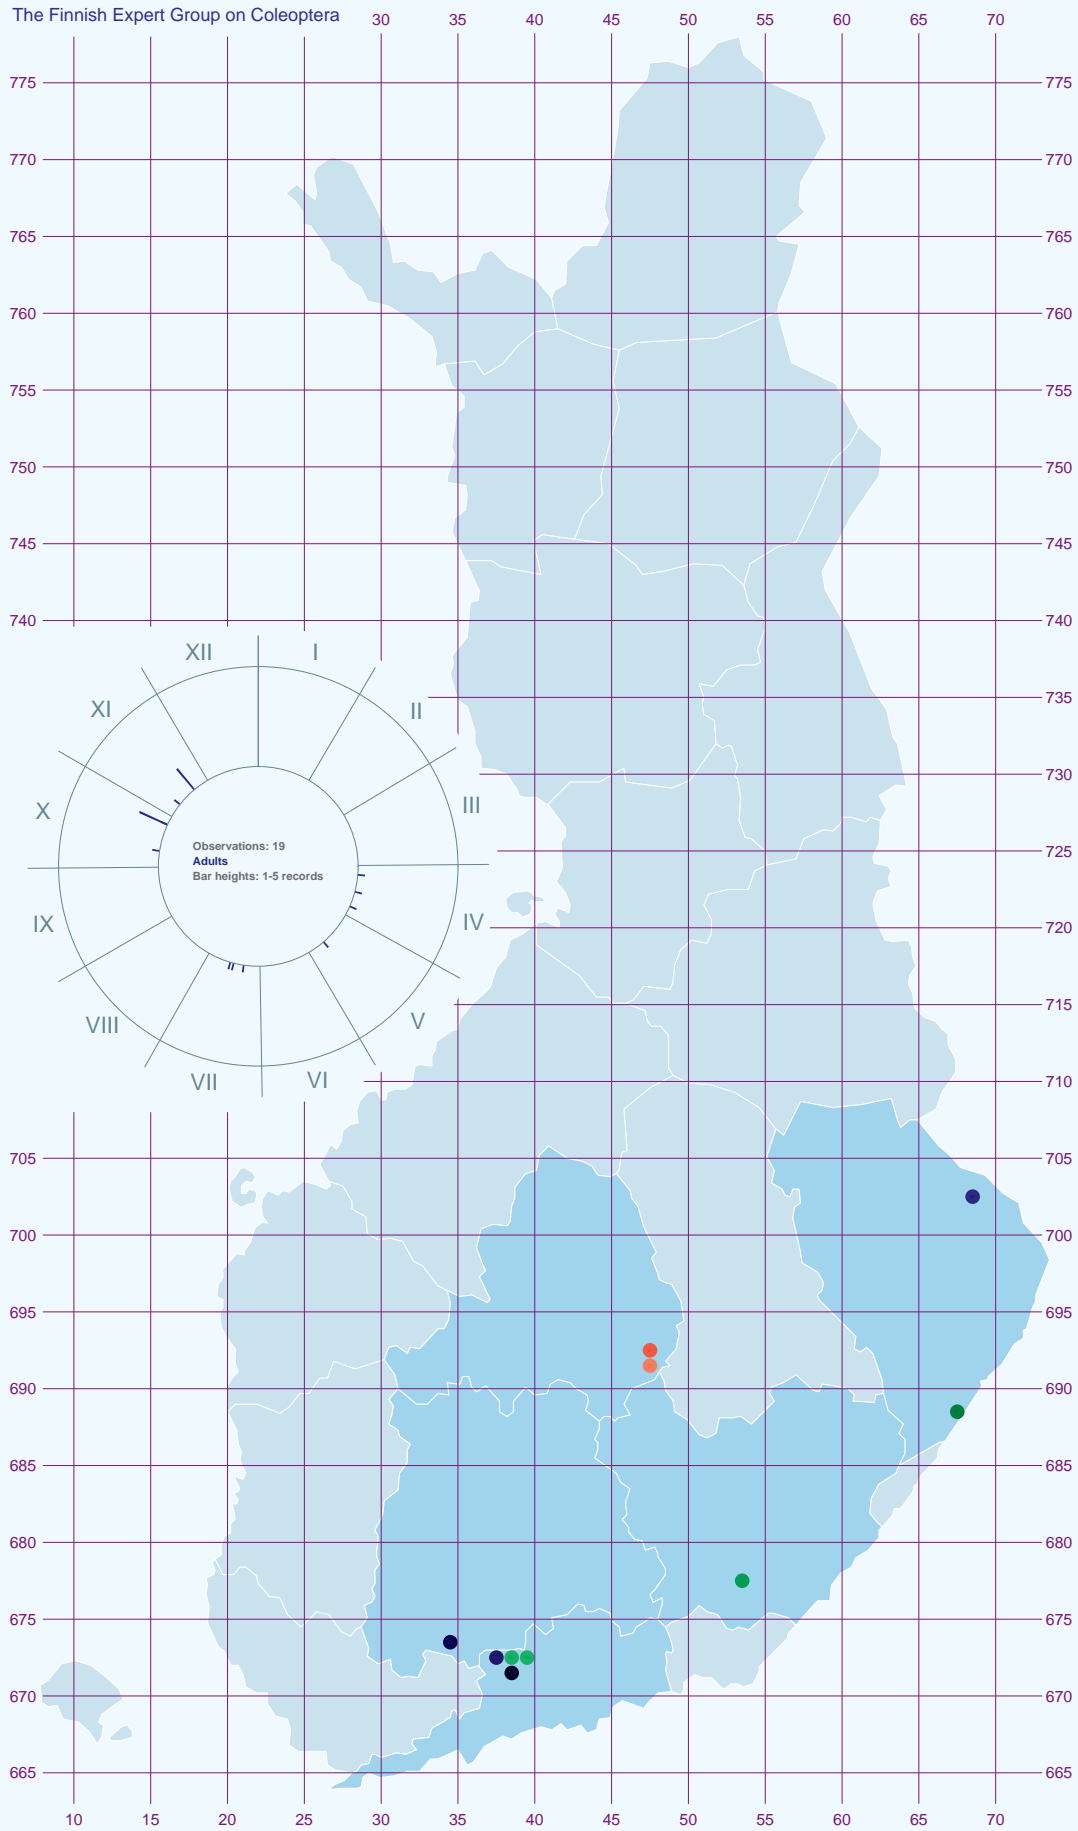 The Finnish Expert Group on Coleoptera
30 35 40 45 50 55 60 65 70
775 775
770 770
765 765
760 760
755 755
750 750
745 745
740 740
XII I
XI II
735
730
X III
Observations: 19
Adults
Bar heights: 1-5 records
725
IX IV
720
715
VIII V
VII VI
710
705 705
700 700
695 695
690 690
685 685
680 680
675 675
670 670
665 665
10 15 20 25 30 35 40 45 50 55 60 65 70